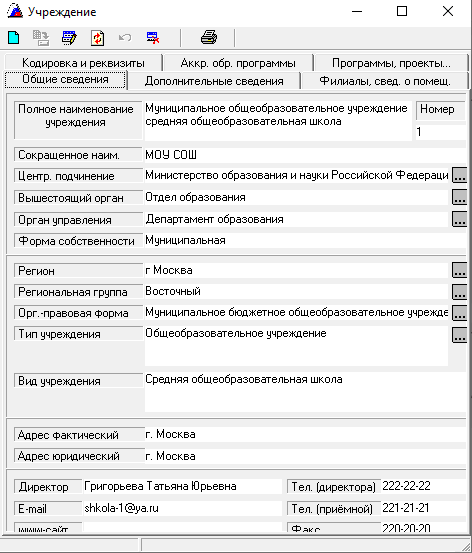 Учреждение
Кодировка и реквизиты Аккр. обр. программы Программы, проекты...
Общие сведения Дополнительные сведения Филиалы, свед. о помещ.
Полное наименование учреждения Муниципальное общеобразовательное учреждение средняя общеобразовательная школа Номер
1
Сокращенное наим. МОУ СОШ
Центр. подчинение Министерство образования и науки Российской Федераци ...
Вышестоящий орган Отдел образования ...
Орган управления Департамент образования ...
Форма собственности Муниципальная
Регион г Москва ...
Региональная группа Восточный ...
Орг.-правовая форма Муниципальное бюджетное общеобразовательное учрежде ...
Тип учреждения Общеобразовательное учреждение ...
Вид учреждения Средняя общеобразовательная школа
Адрес фактический г. Москва
Адрес юридический г. Москва
Директор Григорьева Татьяна Юрьевна Тел. (директора) 222-22-22
E-mail shkola-1@ya.ru Тел. (приёмной) 221-21-21
www-сайт Факс 220-20-20